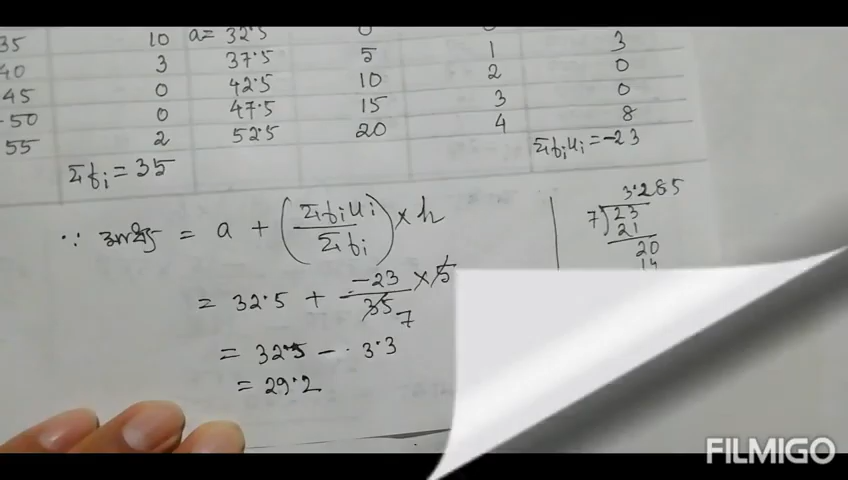 35 10 a= 32.5 0
40 3 37.5 5 1 3
45 0 42.5 10 2 0
-50 0 47.5 15 3 0
55 2 52.5 20 4 8
Σfᵢ = 35 Σfᵢuᵢ = -23
∵ = a + (Σfᵢuᵢ / Σfᵢ) × h
= 32.5 + -23/35 × 5
7
= 32.5 - 3.3
= 29.2
3.285
7)23
21
20
14
FILMIGO